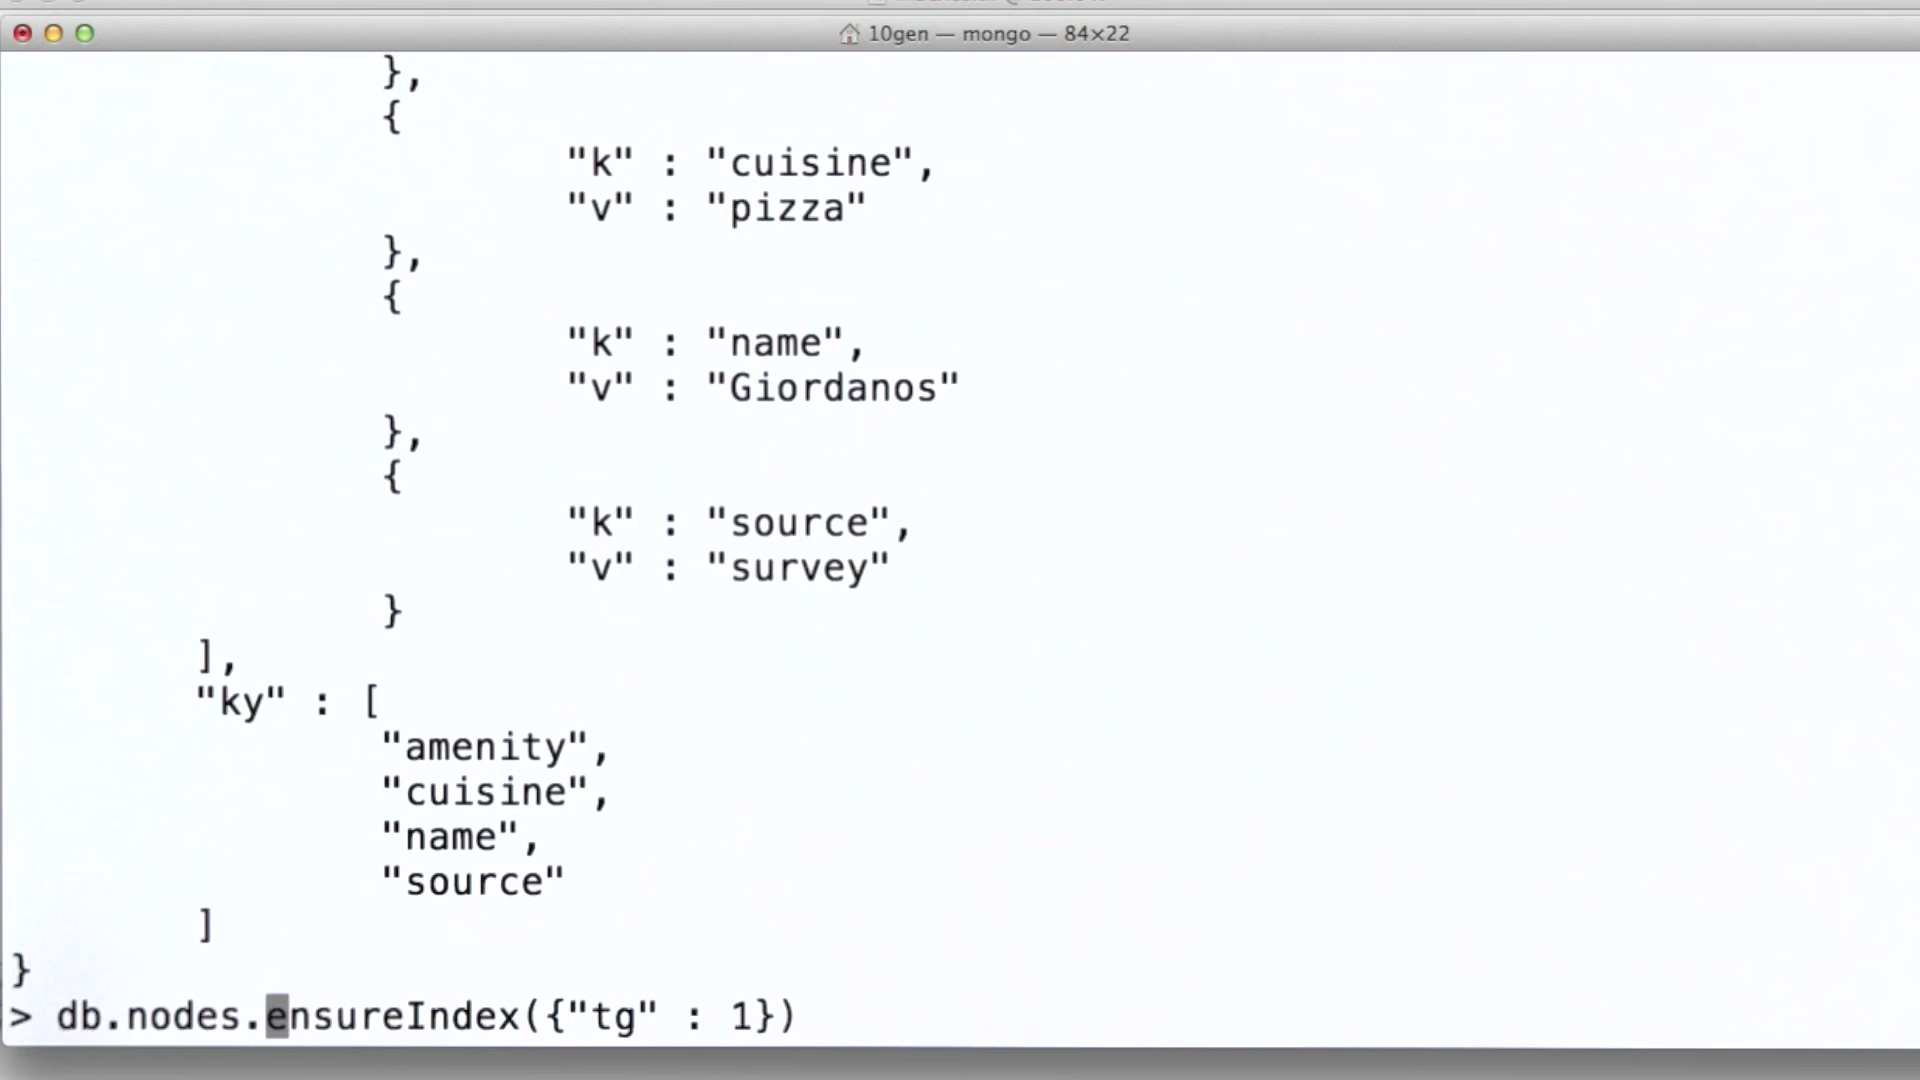 10gen — mongo — 84×22
},
{
"k" : "cuisine",
"v" : "pizza"
},
{
"k" : "name",
"v" : "Giordanos"
},
{
"k" : "source",
"v" : "survey"
}
],
"ky" : [
"amenity",
"cuisine",
"name",
"source"
]
}
> db.nodes.ensureIndex({"tg" : 1})